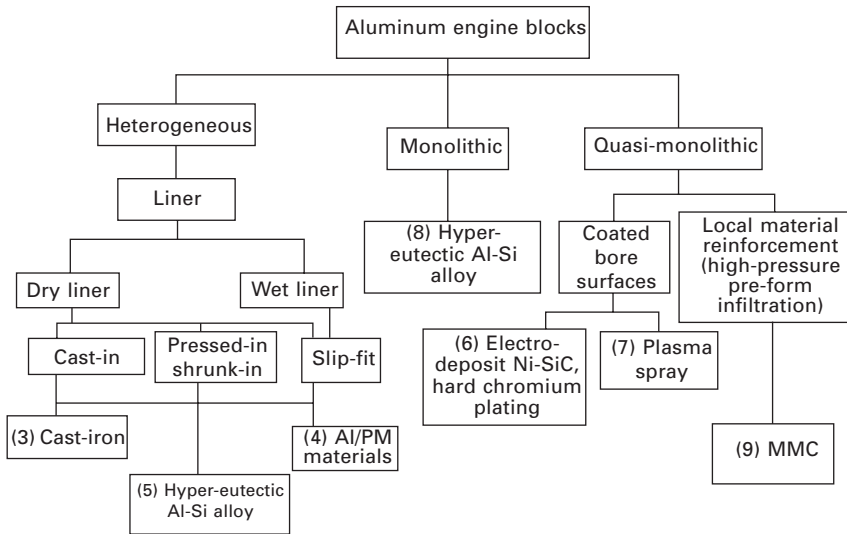 Aluminum engine blocks
Heterogeneous
Monolithic
Quasi-monolithic
Liner
(8) Hyper-
eutectic Al-Si
alloy
Coated
bore
surfaces
Local material
reinforcement
(high-pressure
pre-form
infiltration)
Dry liner
Wet liner
Cast-in
Pressed-in
shrunk-in
Slip-fit
(6) Electro-
deposit Ni-SiC,
hard chromium
plating
(7) Plasma
spray
(3) Cast-iron
(4) Al/PM
materials
(9) MMC
(5) Hyper-eutectic
Al-Si alloy